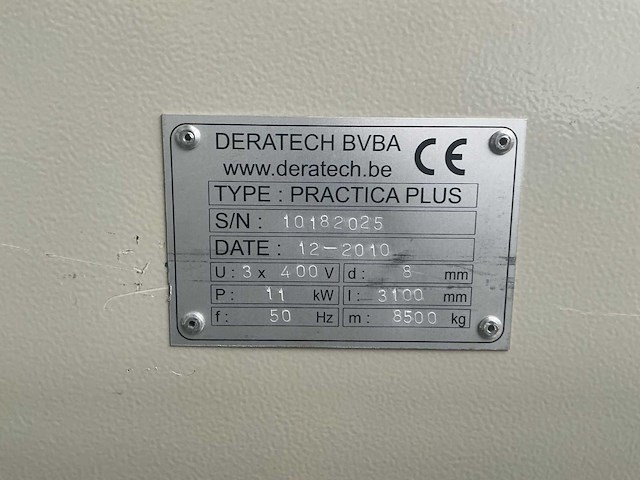 DERATECH BVBA CE
www.deratech.be
TYPE : PRACTICA PLUS
S/N : 10182025
DATE : 12-2010
U : 3 x 400 V d : 8 mm
P : 11 kW l : 3100 mm
f : 50 Hz m : 8500 kg